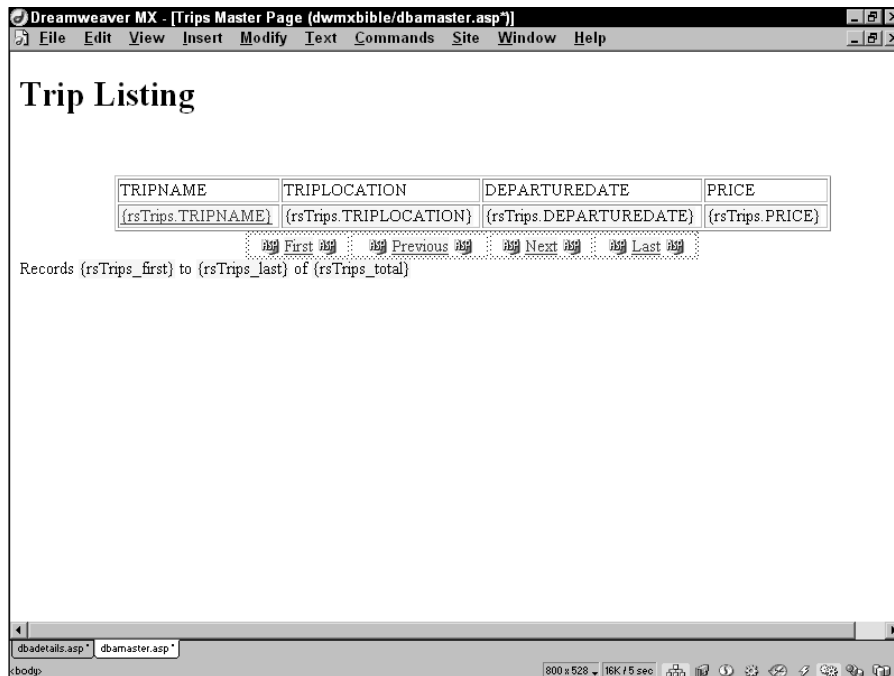 Dreamweaver MX - [Trips Master Page (dwmxbible/dbamaster.asp*)]
File Edit View Insert Modify Text Commands Site Window Help
Trip Listing
TRIPNAME TRIPLOCATION DEPARTUREDATE PRICE
{rsTrips.TRIPNAME} {rsTrips.TRIPLOCATION} {rsTrips.DEPARTUREDATE} {rsTrips.PRICE}
First Previous Next Last
Records {rsTrips_first} to {rsTrips_last} of {rsTrips_total}
dbadetails.asp* dbamaster.asp*
<body> 800 x 528 16K / 5 sec